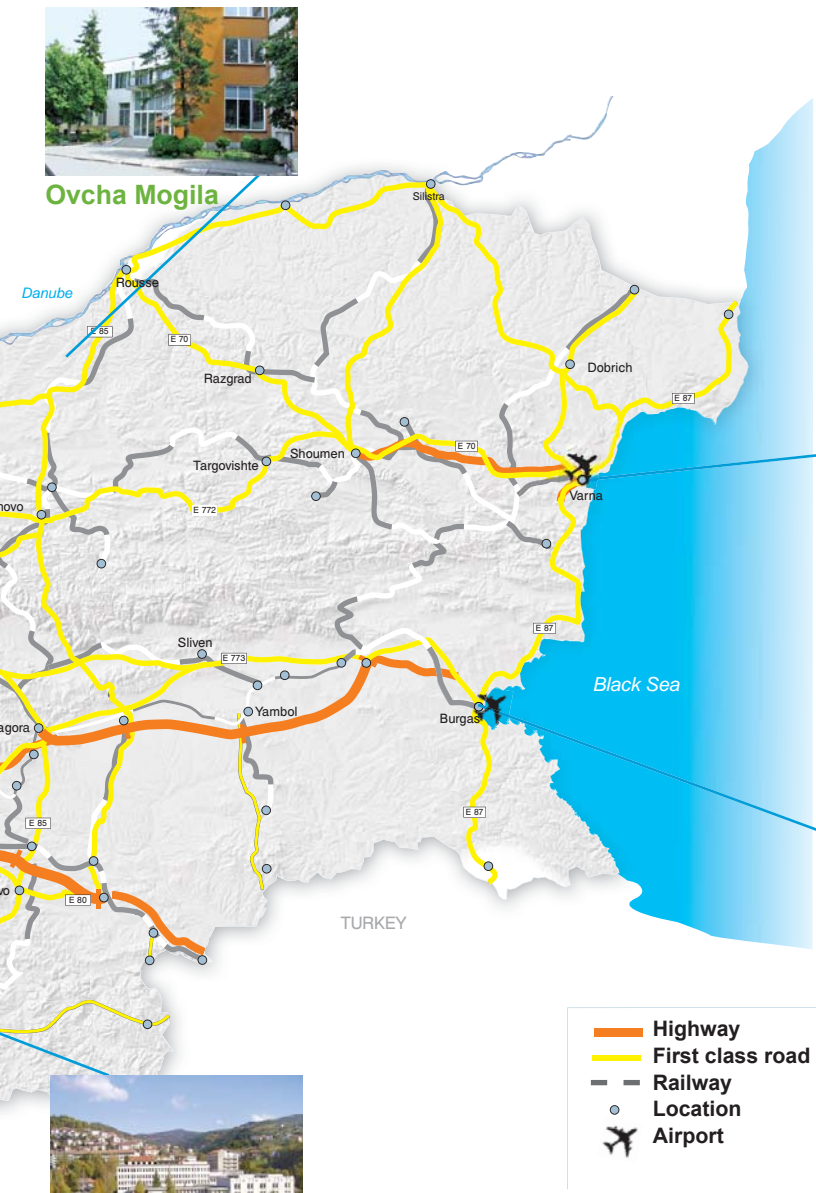 Ovcha Mogila
Silistra
Rousse
Danube
E 85
E 70
Razgrad
Dobrich
E 87
Shoumen
E 70
Targovishte
Varna
novo
E 772
E 87
Sliven
E 773
Black Sea
Yambol
Burgas
agora
E 87
E 85
vo
E 80
TURKEY
Highway
First class road
Railway
Location
Airport